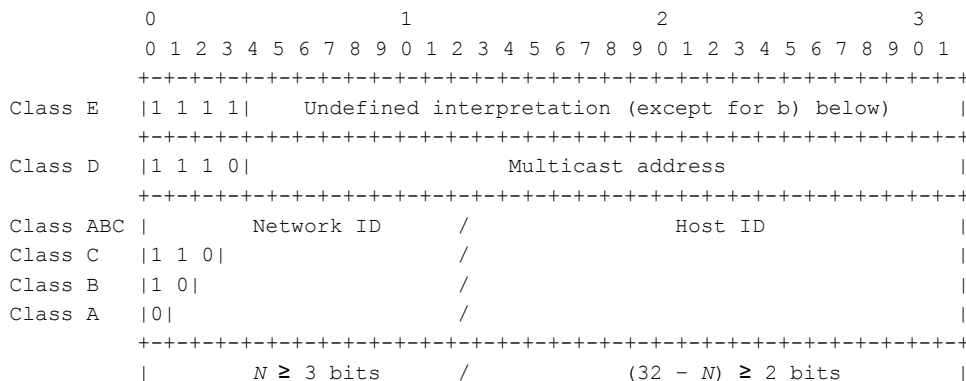 0                   1                   2                   3
0 1 2 3 4 5 6 7 8 9 0 1 2 3 4 5 6 7 8 9 0 1 2 3 4 5 6 7 8 9 0 1
+-+-+-+-+-+-+-+-+-+-+-+-+-+-+-+-+-+-+-+-+-+-+-+-+-+-+-+-+-+-+-+-+
Class E |1 1 1 1| Undefined interpretation (except for b) below) |
+-+-+-+-+-+-+-+-+-+-+-+-+-+-+-+-+-+-+-+-+-+-+-+-+-+-+-+-+-+-+-+-+
Class D |1 1 1 0| Multicast address |
+-+-+-+-+-+-+-+-+-+-+-+-+-+-+-+-+-+-+-+-+-+-+-+-+-+-+-+-+-+-+-+-+
Class ABC | Network ID / Host ID |
Class C |1 1 0| / |
Class B |1 0| / |
Class A |0| / |
+-+-+-+-+-+-+-+-+-+-+-+-+-+-+-+-+-+-+-+-+-+-+-+-+-+-+-+-+-+-+-+-+
| N ≥ 3 bits / (32 – N) ≥ 2 bits |